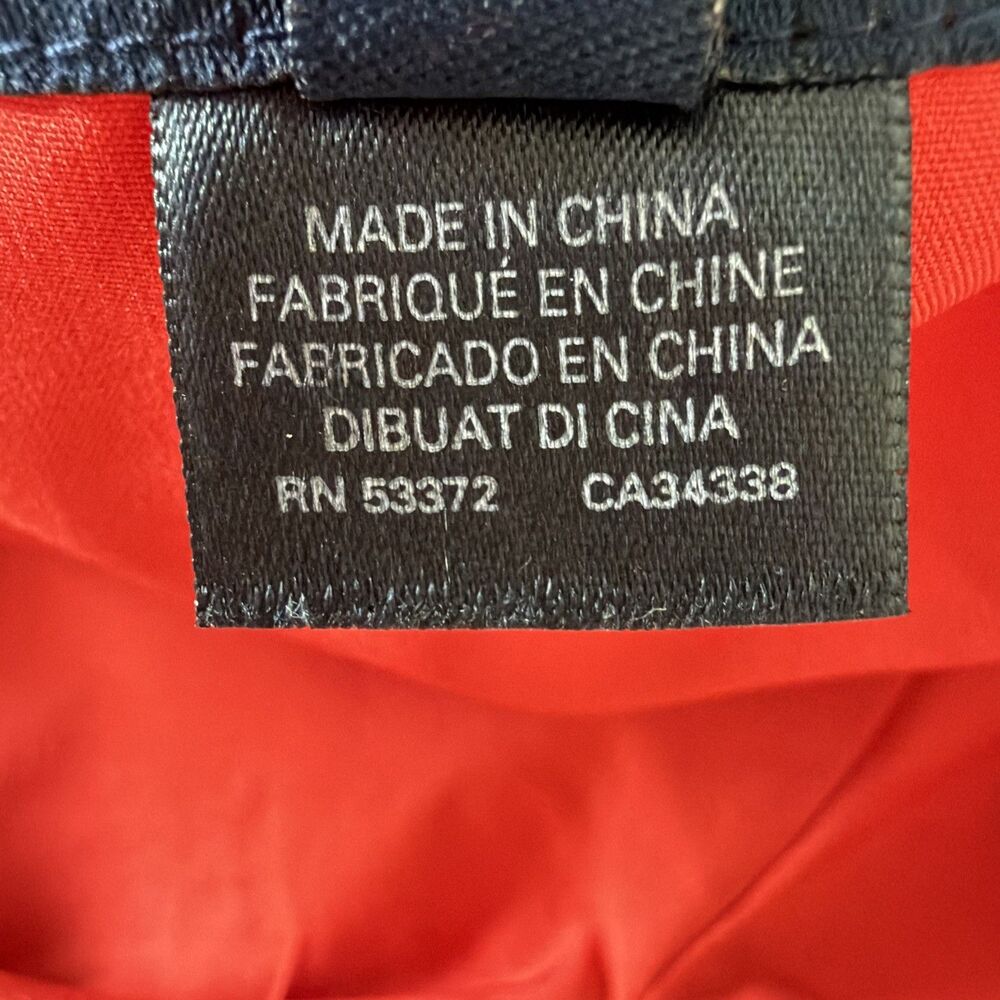 MADE IN CHINA
FABRIQUÉ EN CHINE
FABRICADO EN CHINA
DIBUAT DI CINA
RN 53372 CA34338